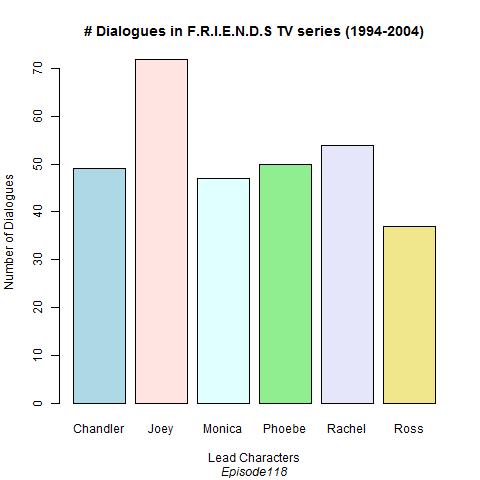 # Dialogues in F.R.I.E.N.D.S TV series (1994-2004)
Number of Dialogues
70
60
50
40
30
20
10
0
Chandler Joey Monica Phoebe Rachel Ross
Lead Characters
Episode118